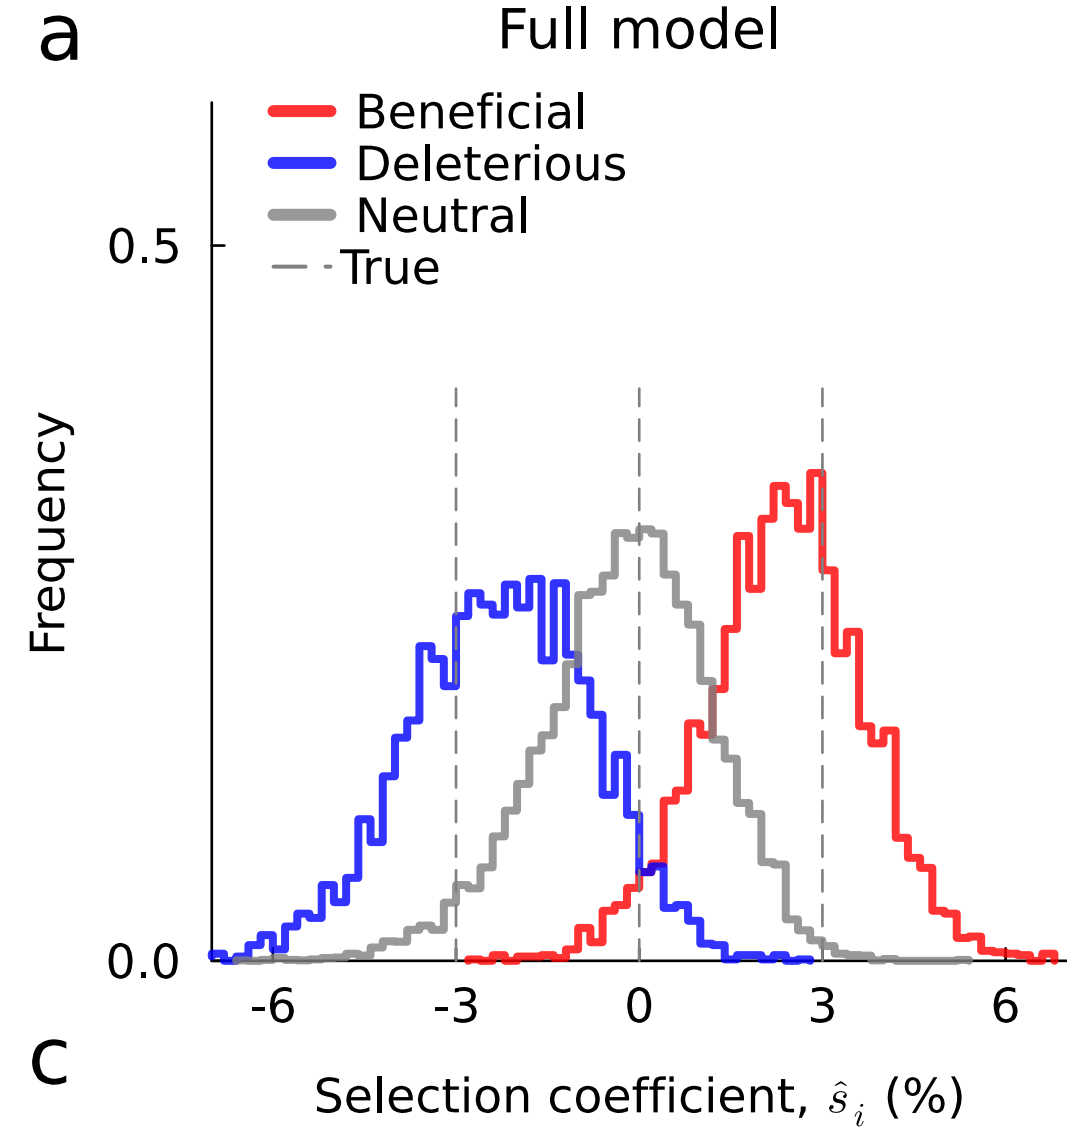 a
Full model
Beneficial
Deleterious
Neutral
True
0.5
0.0
Frequency
-6 -3 0 3 6
c
Selection coefficient, ŝᵢ (%)